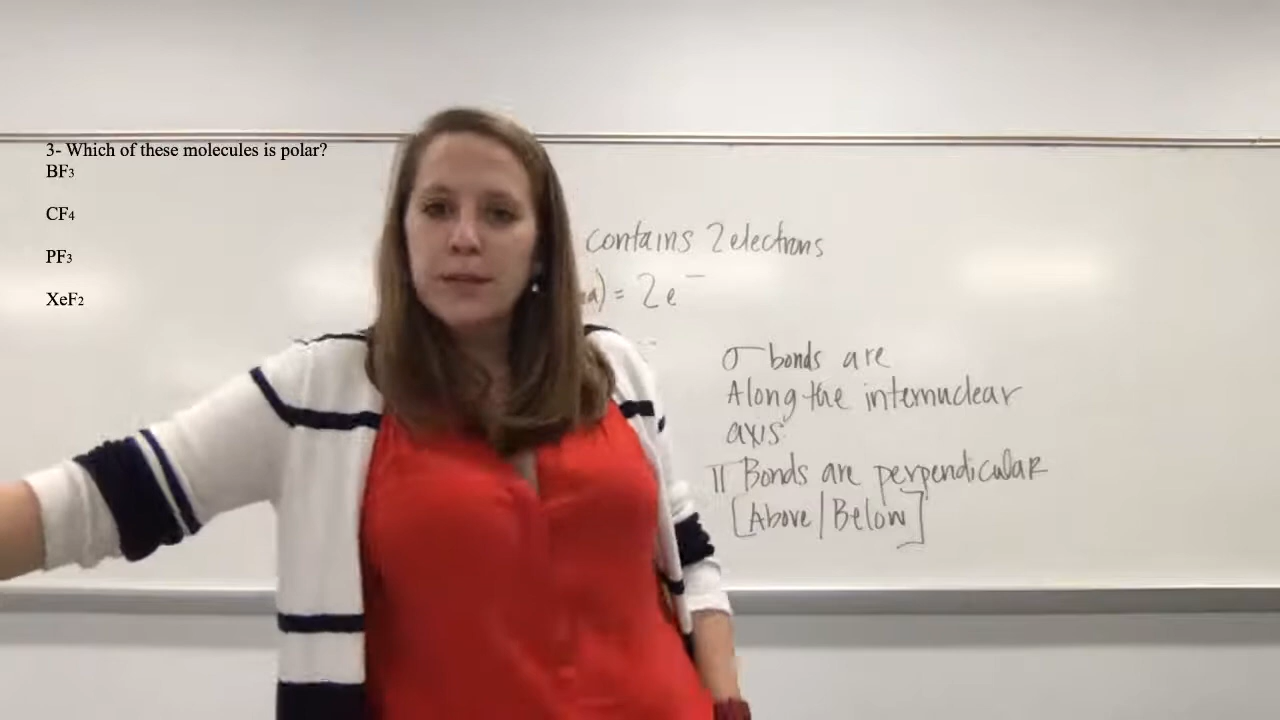 3- Which of these molecules is polar?
BF3
CF4
PF3
XeF2
contains 2 electrons
= 2e⁻
σ bonds are
Along the internuclear
axis.
π Bonds are perpendicular
[Above/Below]